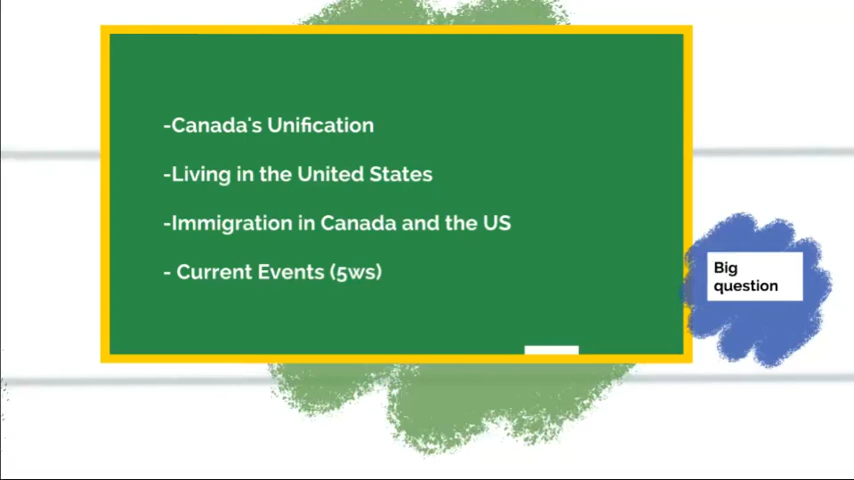 -Canada's Unification
-Living in the United States
-Immigration in Canada and the US
- Current Events (5ws)
Big
question